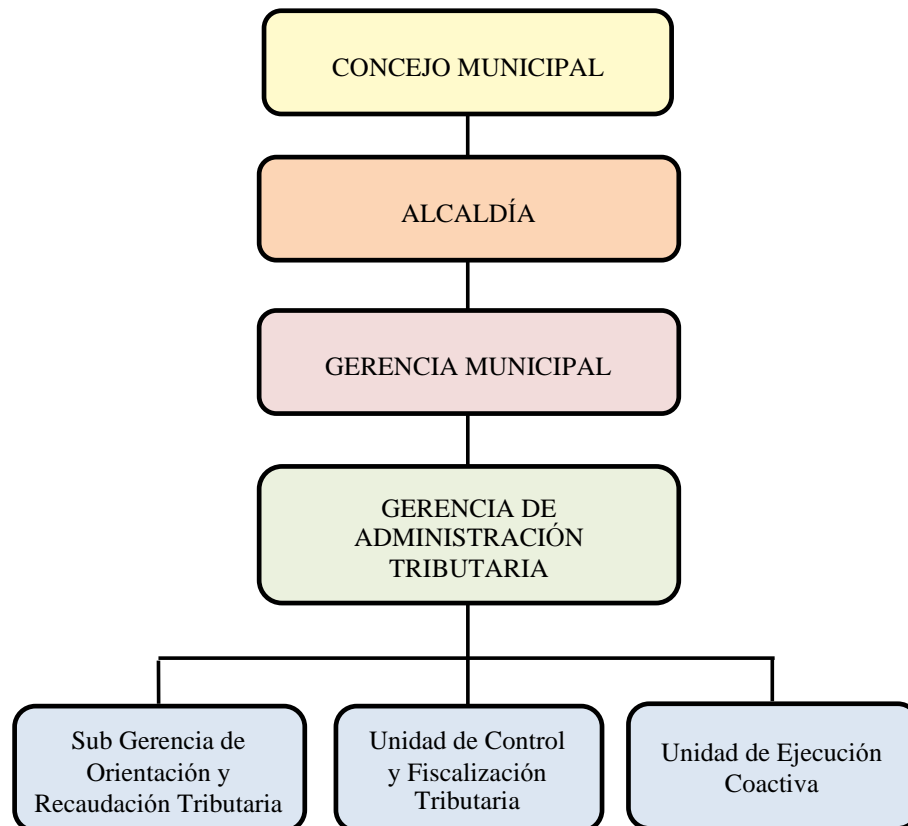 CONCEJO MUNICIPAL
ALCALDÍA
GERENCIA MUNICIPAL
GERENCIA DE
ADMINISTRACIÓN
TRIBUTARIA
Sub Gerencia de
Orientación y
Recaudación Tributaria
Unidad de Control
y Fiscalización
Tributaria
Unidad de Ejecución
Coactiva